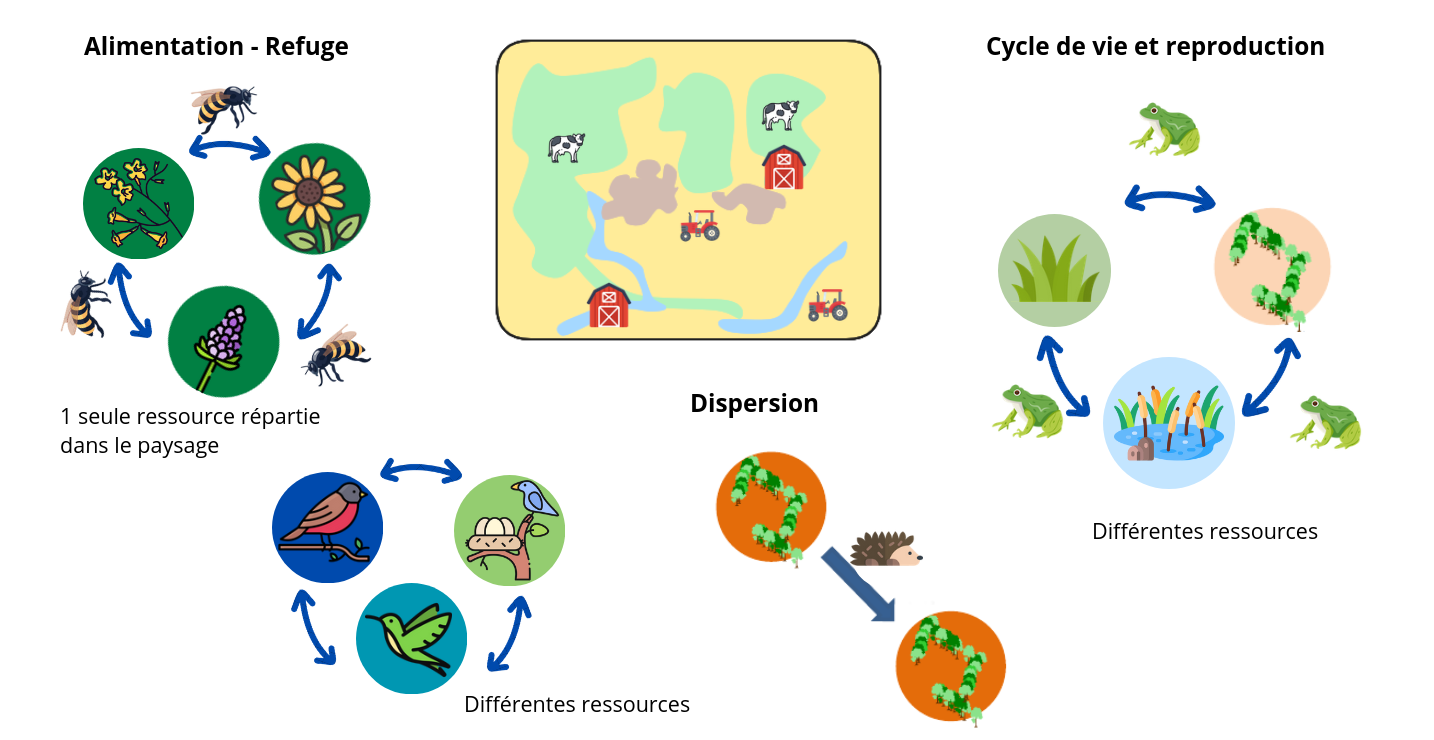 Alimentation - Refuge
Cycle de vie et reproduction
1 seule ressource répartie
dans le paysage
Dispersion
Différentes ressources
Différentes ressources